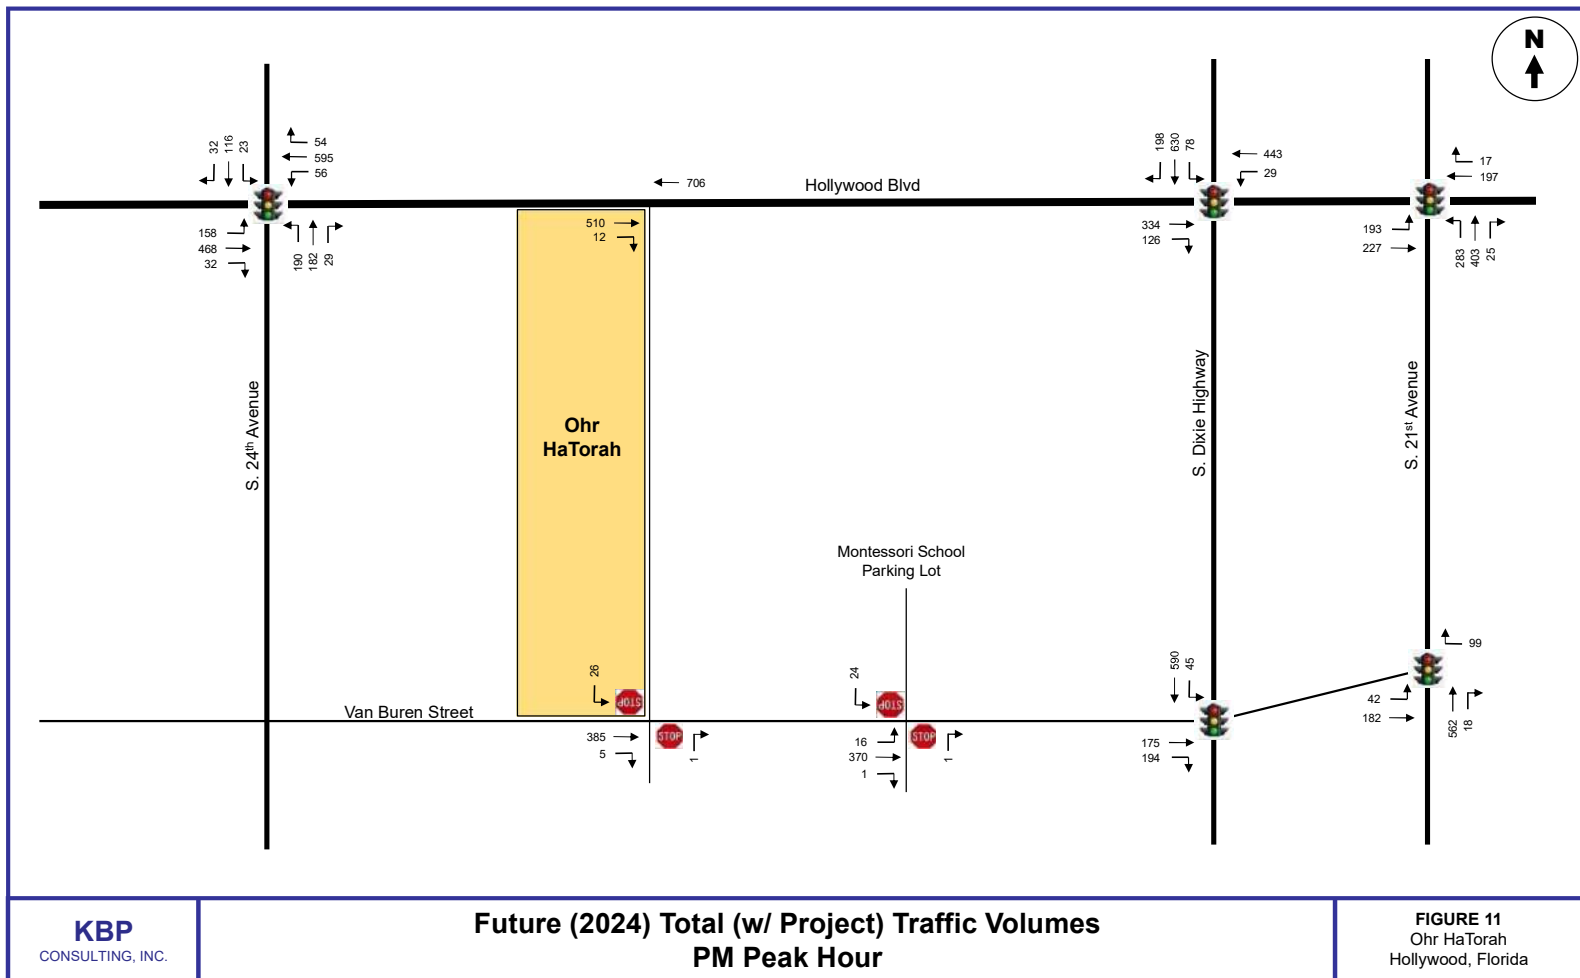 N
32
116
23
54
595
56
158
468
32
190
182
29
706
Hollywood Blvd
510
12
198
630
78
443
29
334
126
17
197
193
227
283
403
25
S. 24th Avenue
Ohr
HaTorah
S. Dixie Highway
S. 21st Avenue
Montessori School
Parking Lot
26
STOP
Van Buren Street
385
5
STOP
1
24
STOP
16
370
1
STOP
1
590
45
175
194
99
42
182
562
18
KBP
CONSULTING, INC.
Future (2024) Total (w/ Project) Traffic Volumes
PM Peak Hour
FIGURE 11
Ohr HaTorah
Hollywood, Florida